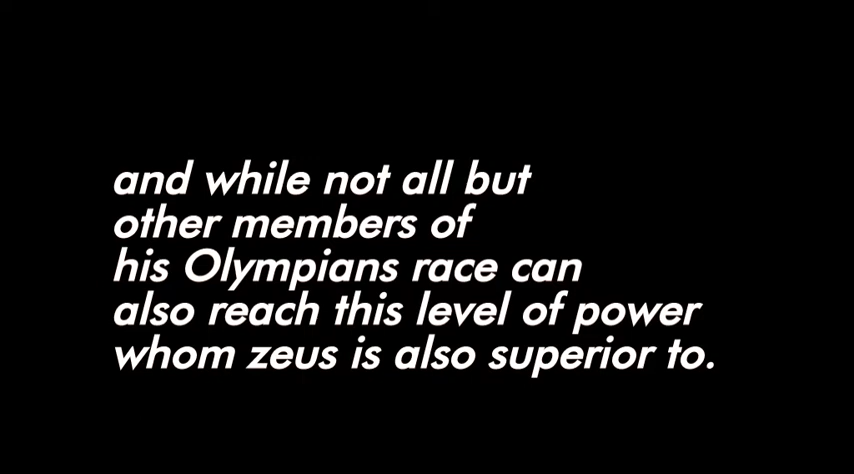 and while not all but
other members of
his Olympians race can
also reach this level of power
whom zeus is also superior to.